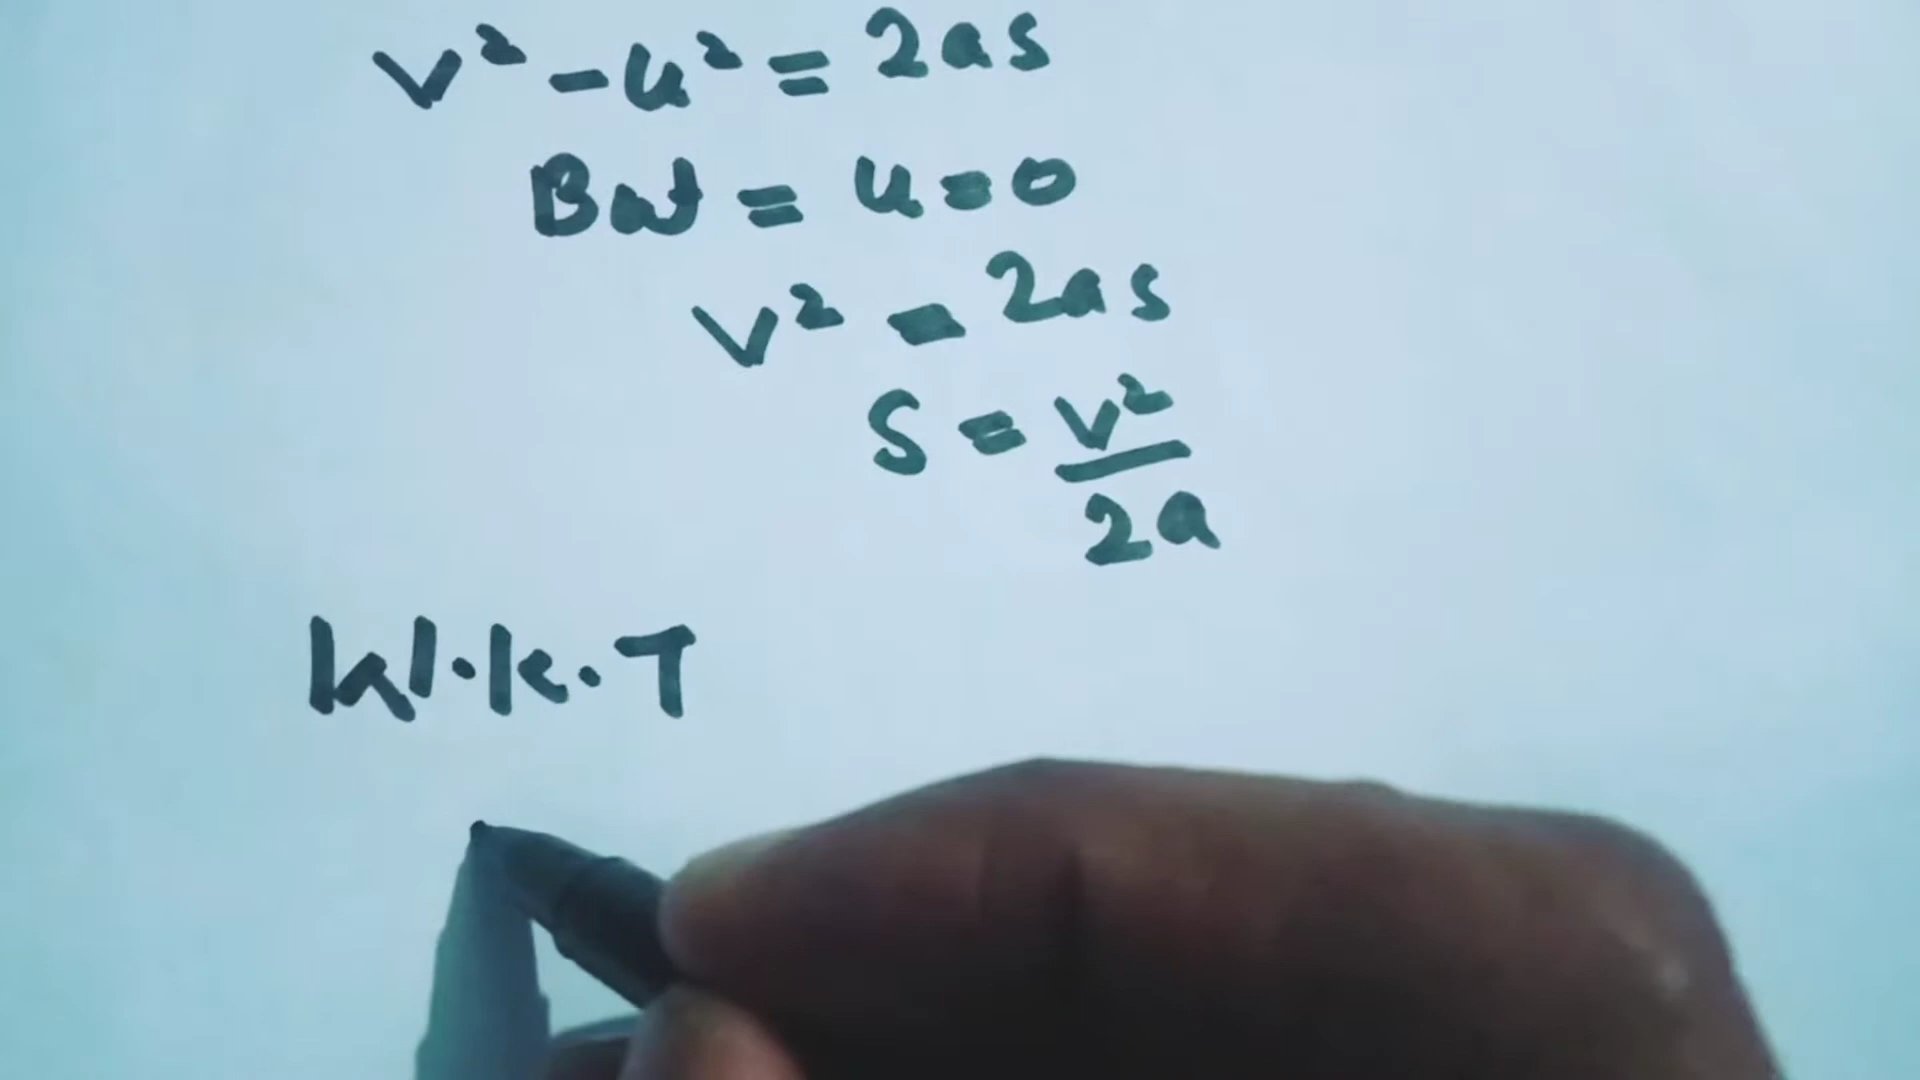 v² - u² = 2as
But = u=0
v² = 2as
S = v²/2a
W.K.T